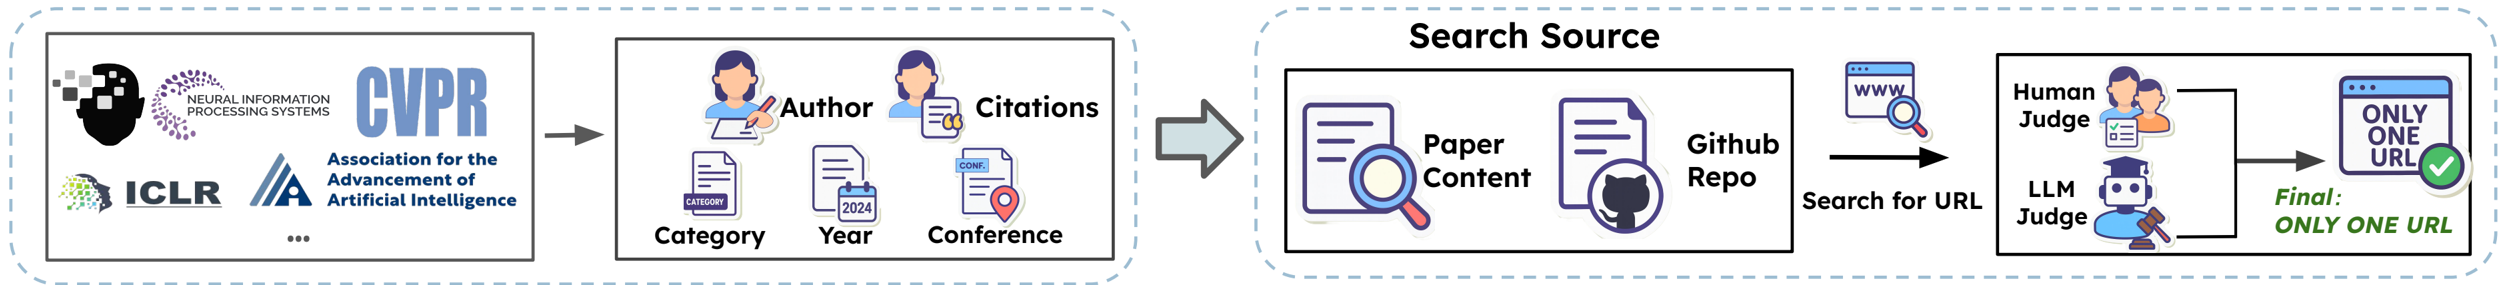 NEURAL INFORMATION
PROCESSING SYSTEMS
CVPR
ICLR
Association for the
Advancement of
Artificial Intelligence
...
Author
Citations
CATEGORY
Category
2024
Year
CONF.
Conference
Search Source
Paper
Content
Github
Repo
WWW
Search for URL
Human
Judge
LLM
Judge
ONLY
ONE
URL
Final:
ONLY ONE URL